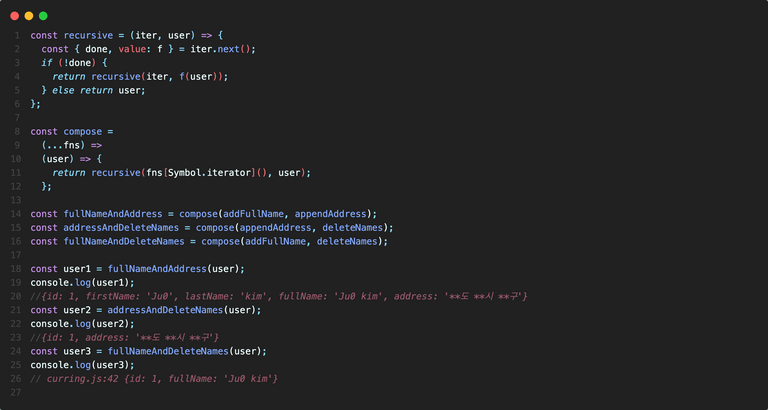 1 const recursive = (iter, user) => {
2 const { done, value: f } = iter.next();
3 if (!done) {
4 return recursive(iter, f(user));
5 } else return user;
6 };
7
8 const compose =
9 (...fns) =>
10 (user) => {
11 return recursive(fns[Symbol.iterator](), user);
12 };
13
14 const fullNameAndAddress = compose(addFullName, appendAddress);
15 const addressAndDeleteNames = compose(appendAddress, deleteNames);
16 const fullNameAndDeleteNames = compose(addFullName, deleteNames);
17
18 const user1 = fullNameAndAddress(user);
19 console.log(user1);
20 //{id: 1, firstName: 'Ju0', lastName: 'kim', fullName: 'Ju0 kim', address: '**도 **시 **구'}
21 const user2 = addressAndDeleteNames(user);
22 console.log(user2);
23 //{id: 1, address: '**도 **시 **구'}
24 const user3 = fullNameAndDeleteNames(user);
25 console.log(user3);
26 // curring.js:42 {id: 1, fullName: 'Ju0 kim'}
27